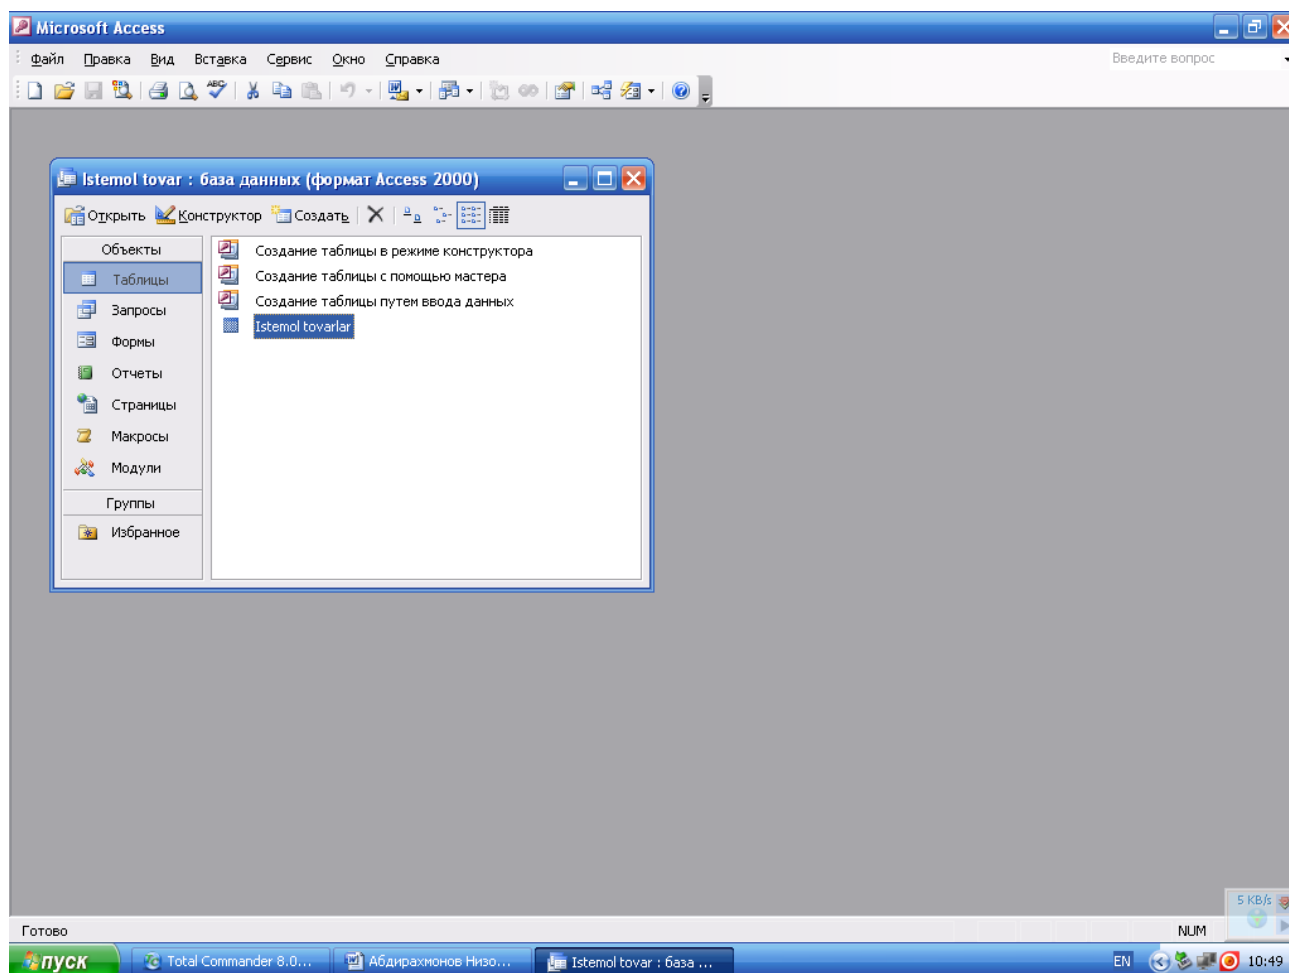 Microsoft Access
Файл Правка Вид Вставка Сервис Окно Справка Введите вопрос
Istemol tovar : база данных (формат Access 2000)
Открыть Конструктор Создать
Объекты
Таблицы
Запросы
Формы
Отчеты
Страницы
Макросы
Модули
Группы
Избранное
Создание таблицы в режиме конструктора
Создание таблицы с помощью мастера
Создание таблицы путем ввода данных
Istemol tovarlar
5 KB/s
Готово NUM
пуск Total Commander 8.0... Абдирахмонов Низо... Istemol tovar : база ... EN 10:49